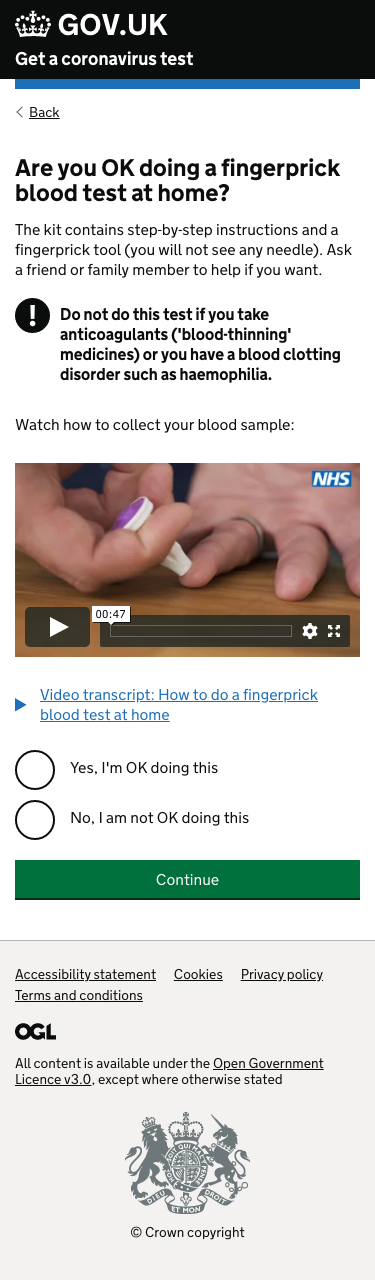 GOV.UK
Get a coronavirus test
Back
Are you OK doing a fingerprick
blood test at home?
The kit contains step-by-step instructions and a
fingerprick tool (you will not see any needle). Ask
a friend or family member to help if you want.
!
Do not do this test if you take
anticoagulants ('blood-thinning'
medicines) or you have a blood clotting
disorder such as haemophilia.
Watch how to collect your blood sample:
NHS
00:47
Video transcript: How to do a fingerprick
blood test at home
Yes, I'm OK doing this
No, I am not OK doing this
Continue
Accessibility statement Cookies Privacy policy
Terms and conditions
OGL
All content is available under the Open Government
Licence v3.0, except where otherwise stated
DIEU ET MON DROIT
© Crown copyright